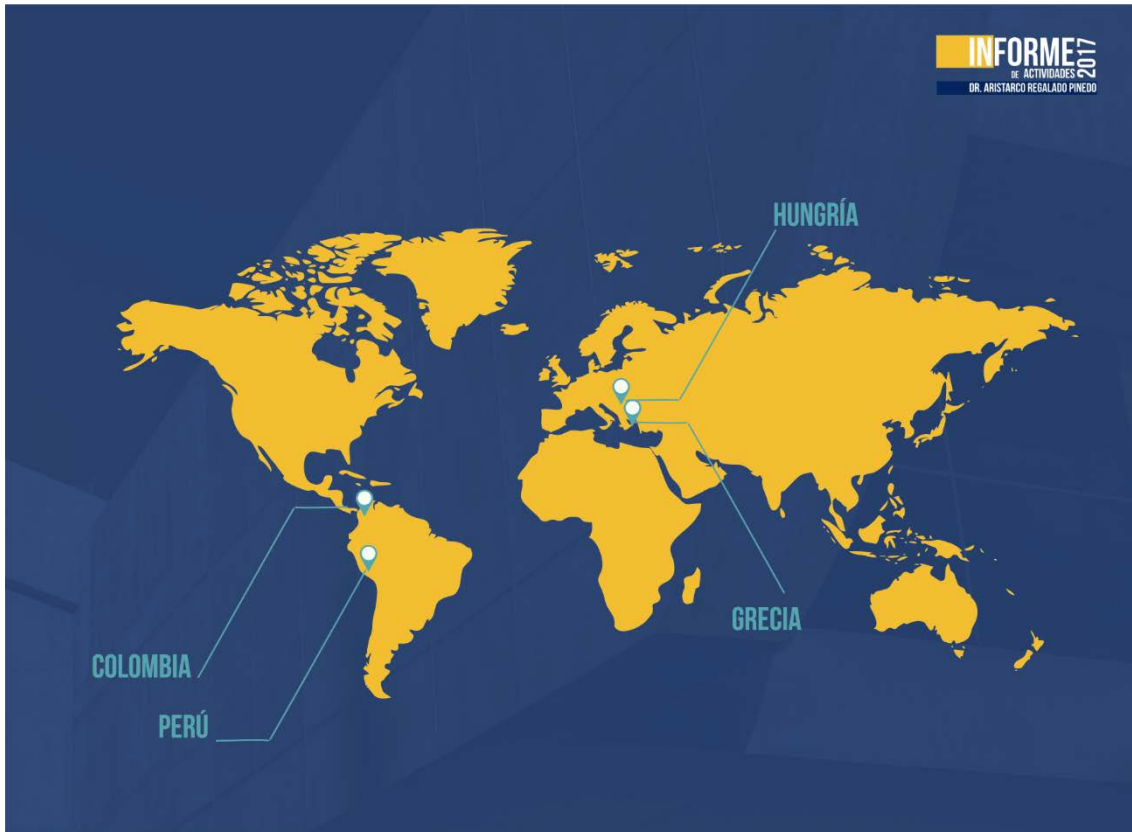 INFORME
DE ACTIVIDADES
2017
DR. ARISTARCO REGALADO PINEDO
HUNGRÍA
GRECIA
COLOMBIA
PERÚ